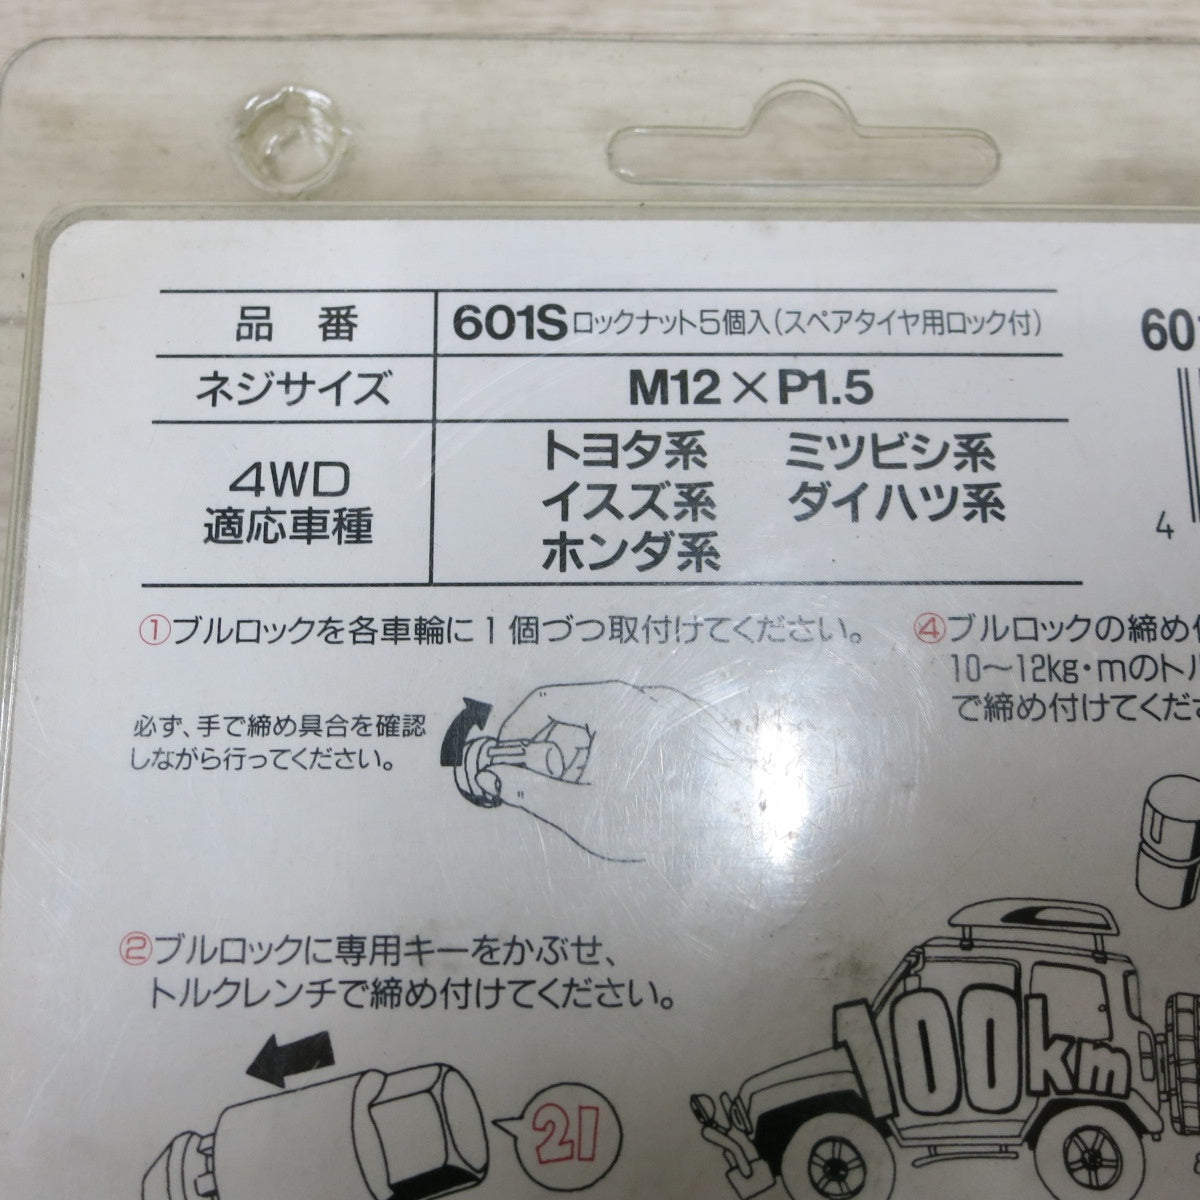 品番 601S ロックナット5個入(スペアタイヤ用ロック付)
ネジサイズ M12×P1.5
4WD
適応車種
トヨタ系 ミツビシ系
イスズ系 ダイハツ系
ホンダ系
601
4
①ブルロックを各車輪に1個づつ取付けてください。
必ず、手で締め具合を確認
しながら行ってください。
②ブルロックに専用キーをかぶせ、
トルクレンチで締め付けてください。
21
④ブルロックの締め付
10～12kg・mのトル
で締め付けてくださ
100km